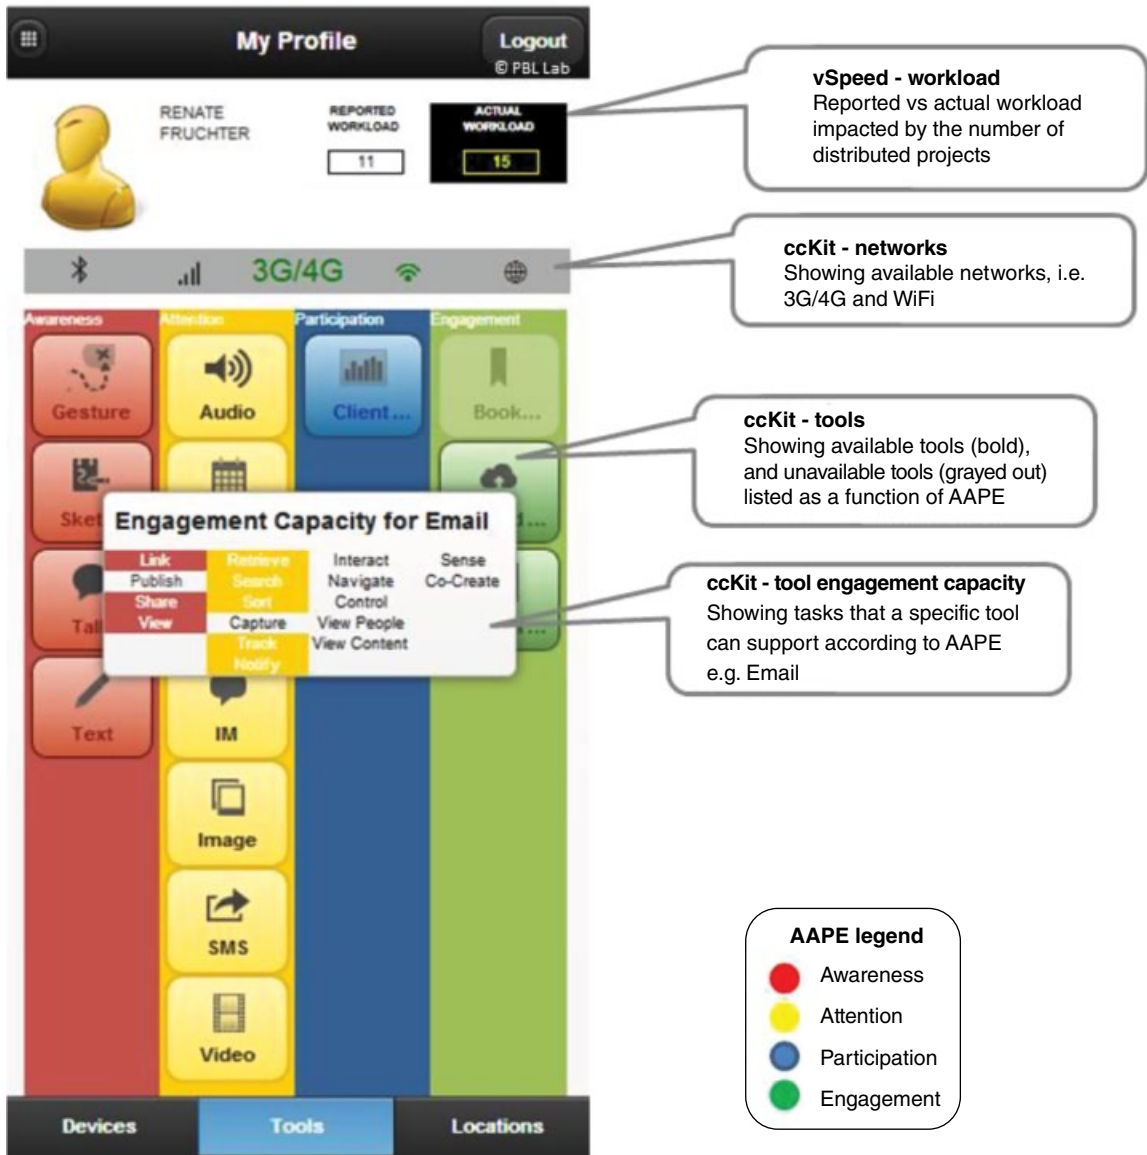 My Profile
Logout
© PBL Lab
RENATE
FRUCHTER
REPORTED
WORKLOAD
11
ACTUAL
WORKLOAD
15
3G/4G
Awareness Attention Participation Engagement
Gesture Audio Client ... Book...
Engagement Capacity for Email
Link Retrieve Interact Sense
Publish Search Navigate Co-Create
Share Sort Control
View Capture View People
Track View Content
Notify
Text IM
Image
SMS
Video
Devices Tools Locations
vSpeed - workload
Reported vs actual workload
impacted by the number of
distributed projects
ccKit - networks
Showing available networks, i.e.
3G/4G and WiFi
ccKit - tools
Showing available tools (bold),
and unavailable tools (grayed out)
listed as a function of AAPE
ccKit - tool engagement capacity
Showing tasks that a specific tool
can support according to AAPE
e.g. Email
AAPE legend
Awareness
Attention
Participation
Engagement